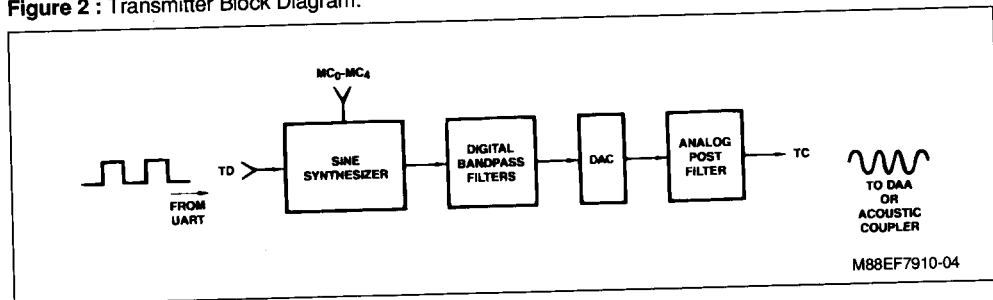 Figure 2 : Transmitter Block Diagram.
MC0-MC4
TD
FROM
UART
SINE
SYNTHESIZER
DIGITAL
BANDPASS
FILTERS
DAC
ANALOG
POST
FILTER
TC
TO DAA
OR
ACOUSTIC
COUPLER
M88EF7910-04